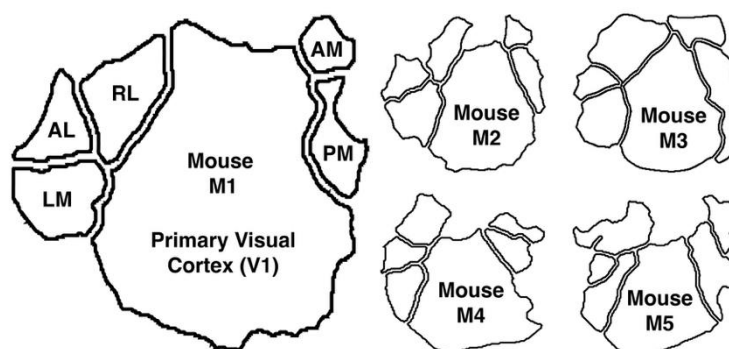 AM
RL
AL
PM
LM
Mouse
M1
Primary Visual
Cortex (V1)
Mouse
M2
Mouse
M3
Mouse
M4
Mouse
M5